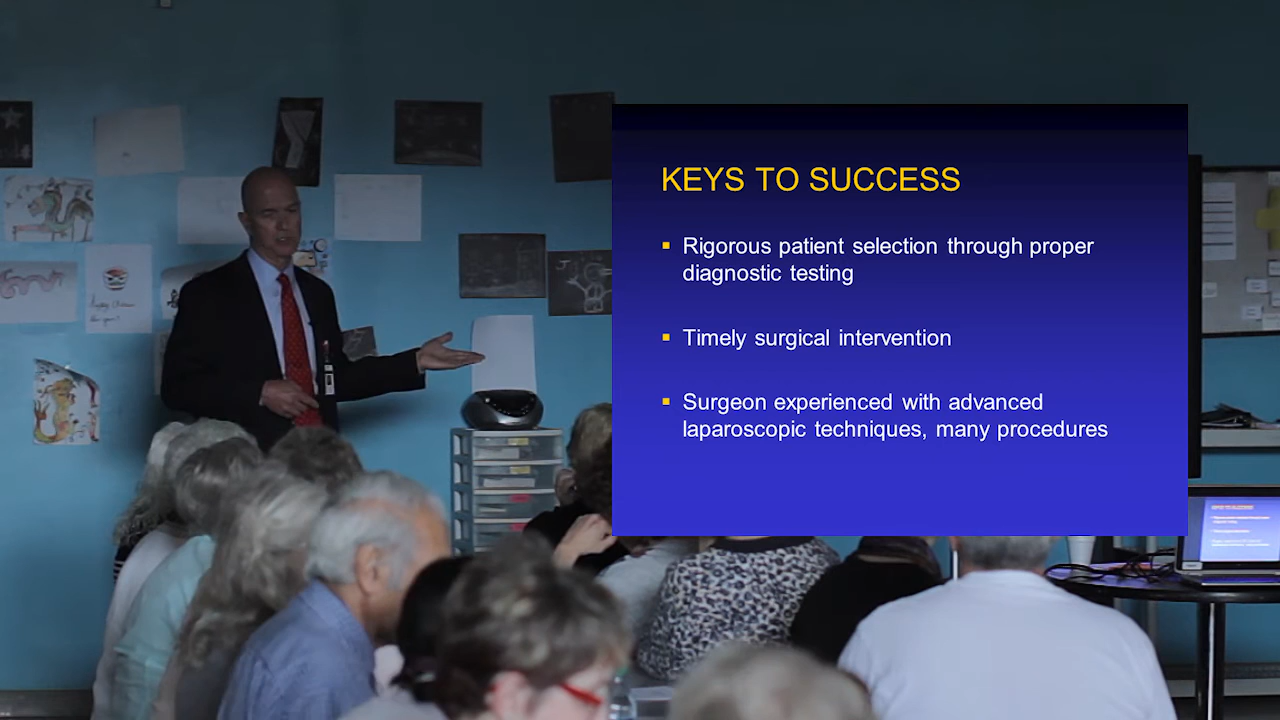 KEYS TO SUCCESS
Rigorous patient selection through proper
diagnostic testing
Timely surgical intervention
Surgeon experienced with advanced
laparoscopic techniques, many procedures